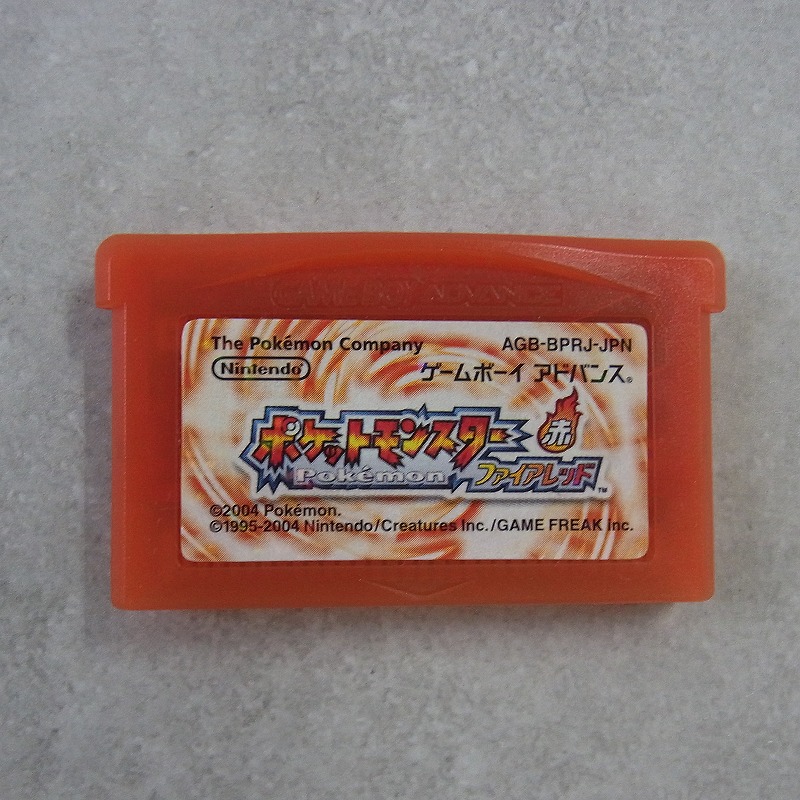 GAME BOY ADVANCE
The Pokémon Company AGB-BPRJ-JPN
Nintendo® ゲームボーイ アドバンス®
ポケットモンスター 赤
Pokémon ファイアレッド™
©2004 Pokémon.
©1995-2004 Nintendo/Creatures Inc./GAME FREAK Inc.